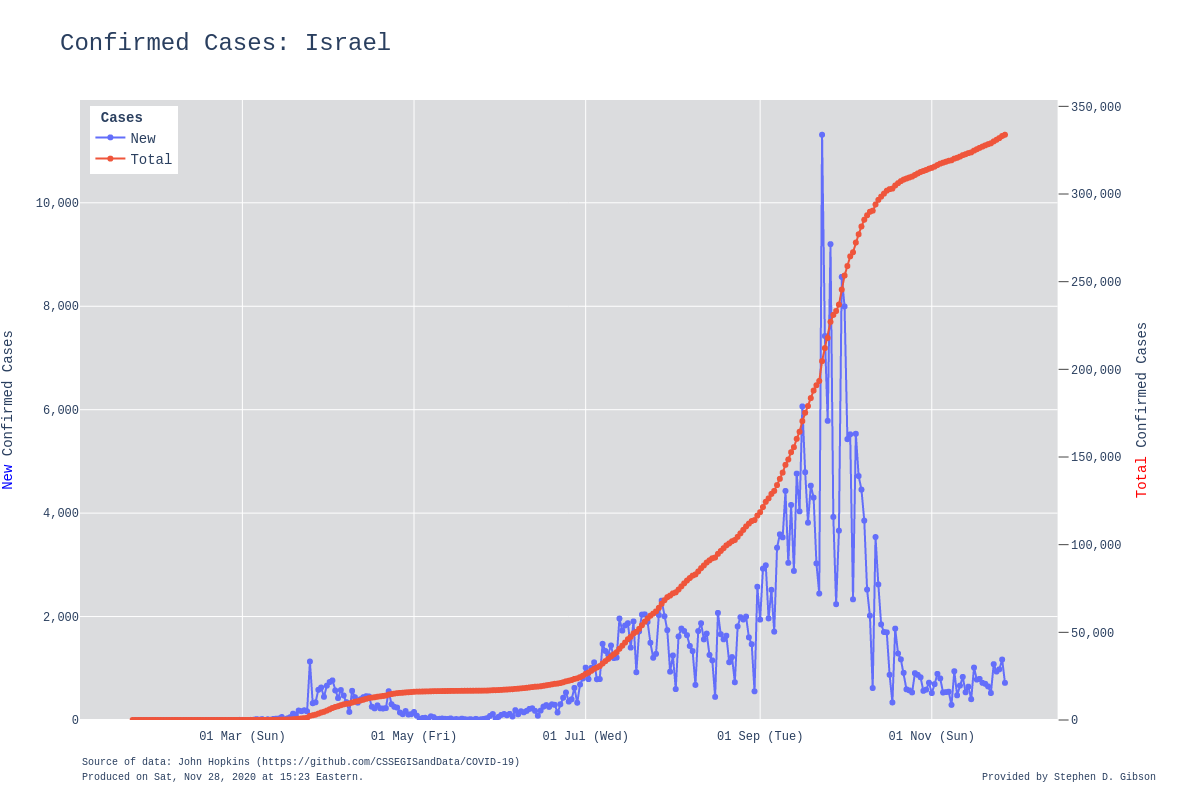 Confirmed Cases: Israel
Cases
New
Total
10,000
8,000
6,000
4,000
2,000
0
New Confirmed Cases
350,000
300,000
250,000
200,000
150,000
100,000
50,000
0
Total Confirmed Cases
01 Mar (Sun)
01 May (Fri)
01 Jul (Wed)
01 Sep (Tue)
01 Nov (Sun)
Source of data: John Hopkins (https://github.com/CSSEGISandData/COVID-19)
Produced on Sat, Nov 28, 2020 at 15:23 Eastern.
Provided by Stephen D. Gibson